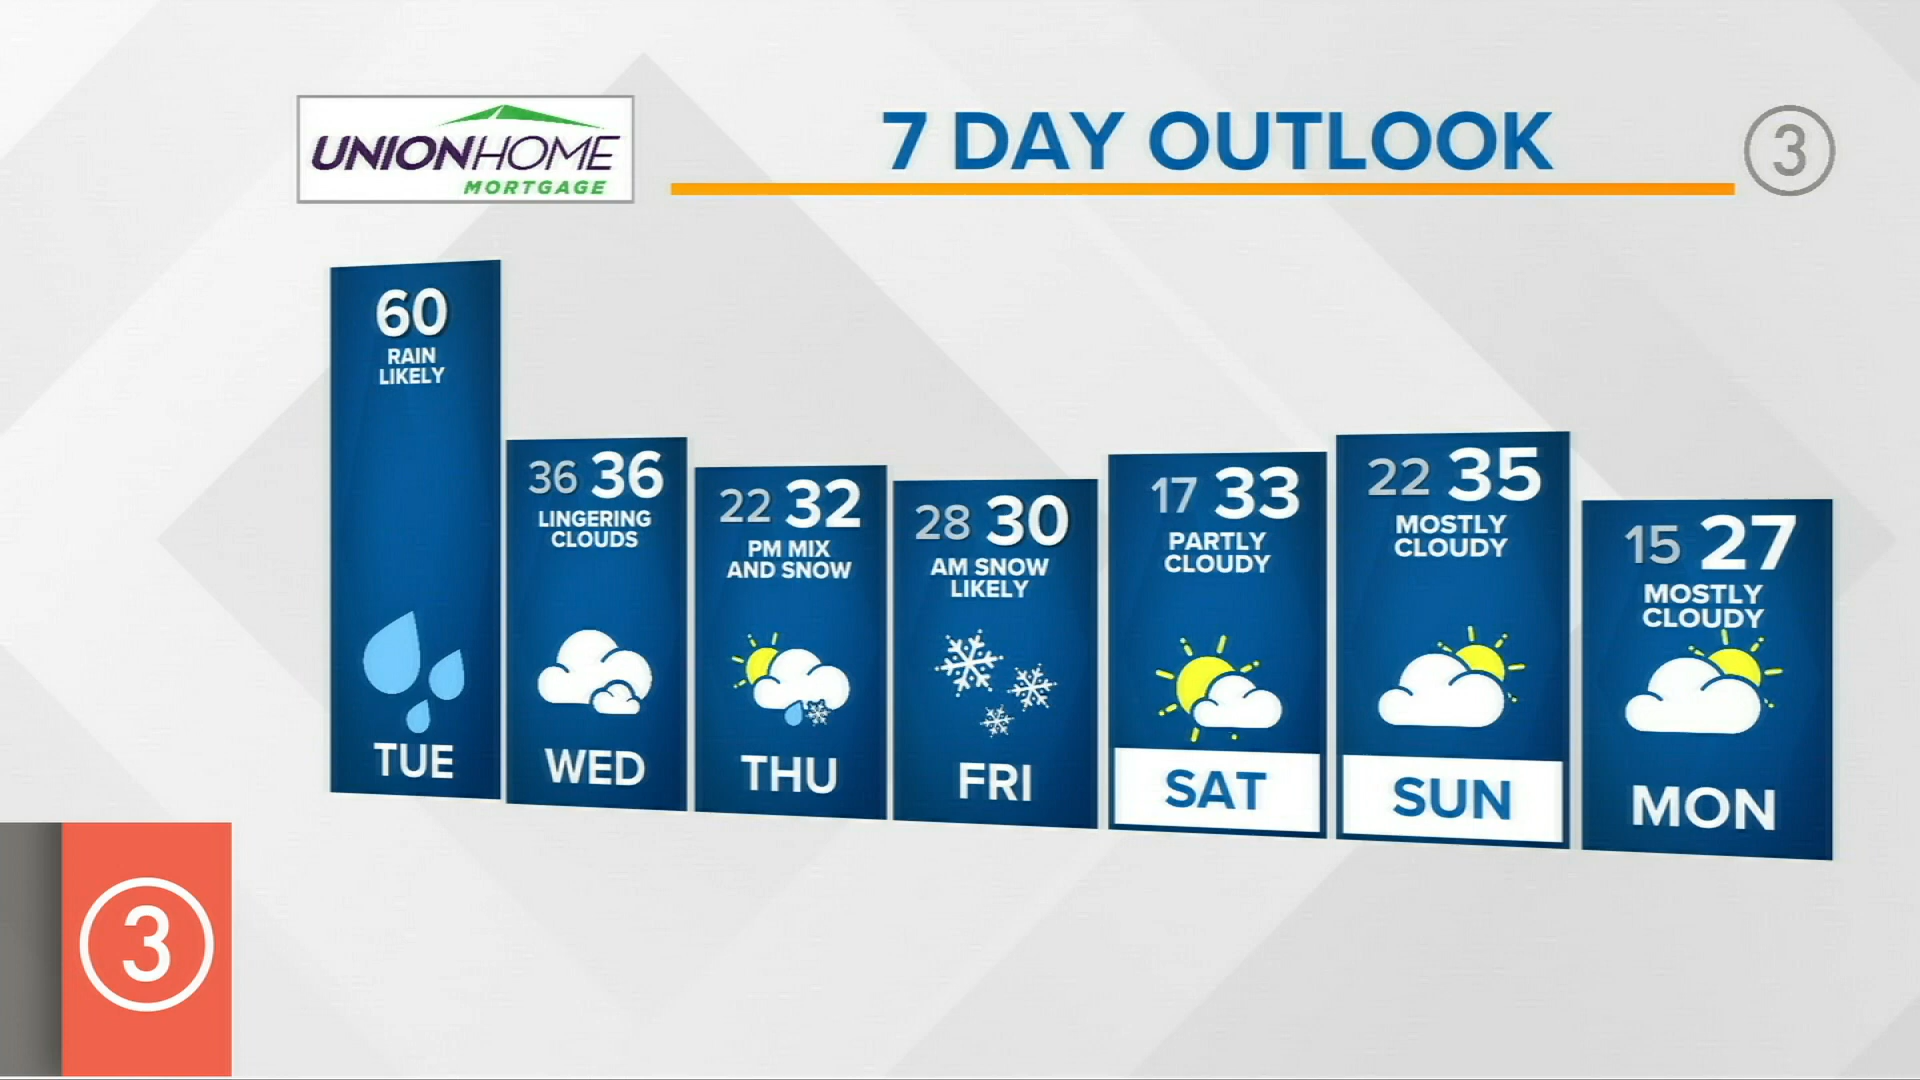 UNIONHOME
MORTGAGE
7 DAY OUTLOOK
3
60
RAIN
LIKELY
TUE
36 36
LINGERING
CLOUDS
WED
22 32
PM MIX
AND SNOW
THU
28 30
AM SNOW
LIKELY
FRI
17 33
PARTLY
CLOUDY
SAT
22 35
MOSTLY
CLOUDY
SUN
15 27
MOSTLY
CLOUDY
MON
3